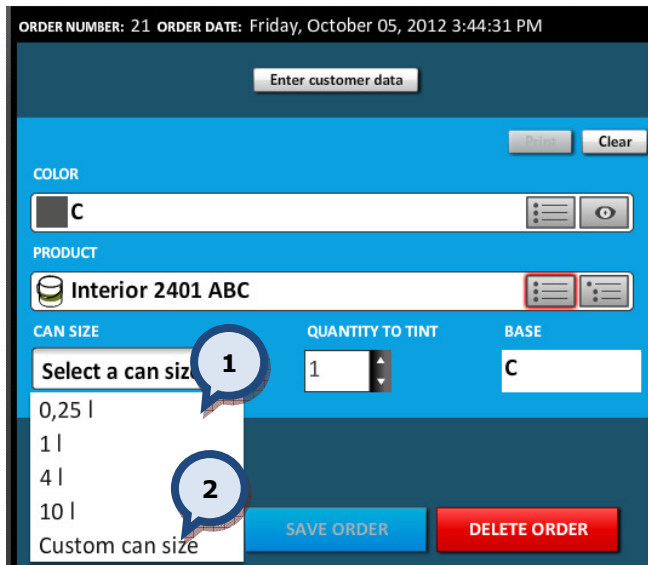 ORDER NUMBER: 21 ORDER DATE: Friday, October 05, 2012 3:44:31 PM
Enter customer data
Print Clear
COLOR
C
PRODUCT
Interior 2401 ABC
CAN SIZE QUANTITY TO TINT BASE
Select a can siz 1 1 C
0,25 l
1 l
4 l
2
10 l
SAVE ORDER DELETE ORDER
Custom can size